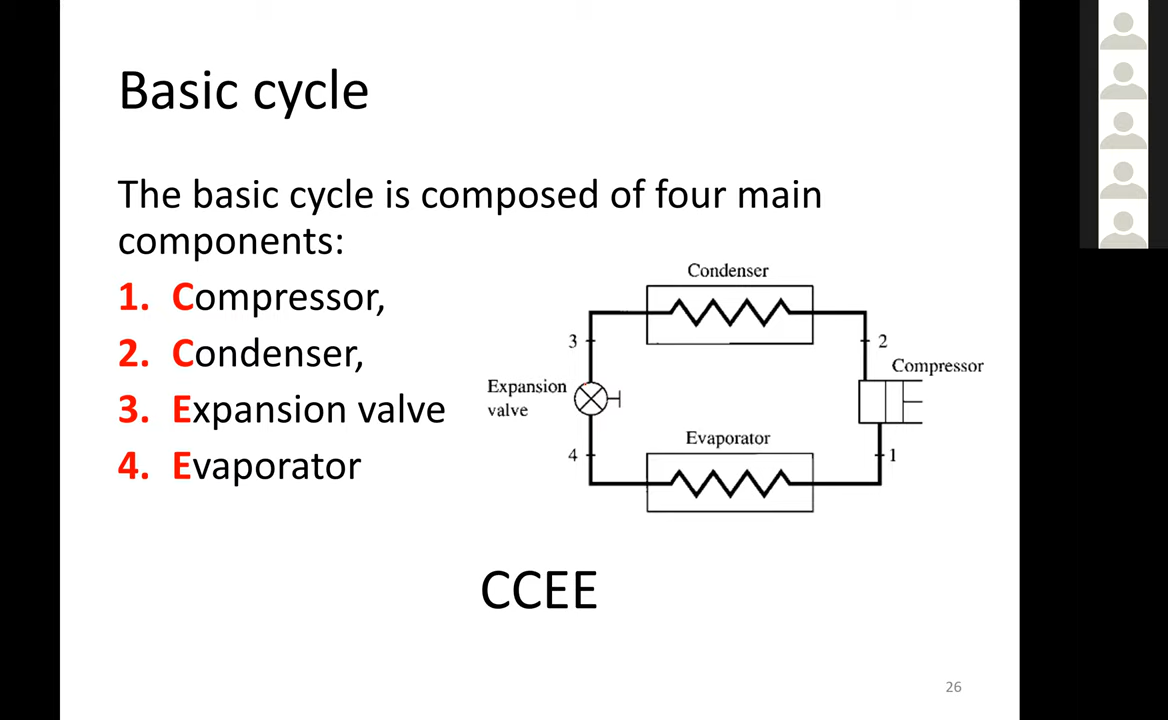 Basic cycle
The basic cycle is composed of four main
components:
1. Compressor,
2. Condenser,
3. Expansion valve
4. Evaporator
Condenser
3
2
Compressor
Expansion
valve
Evaporator
4
1
CCEE
26